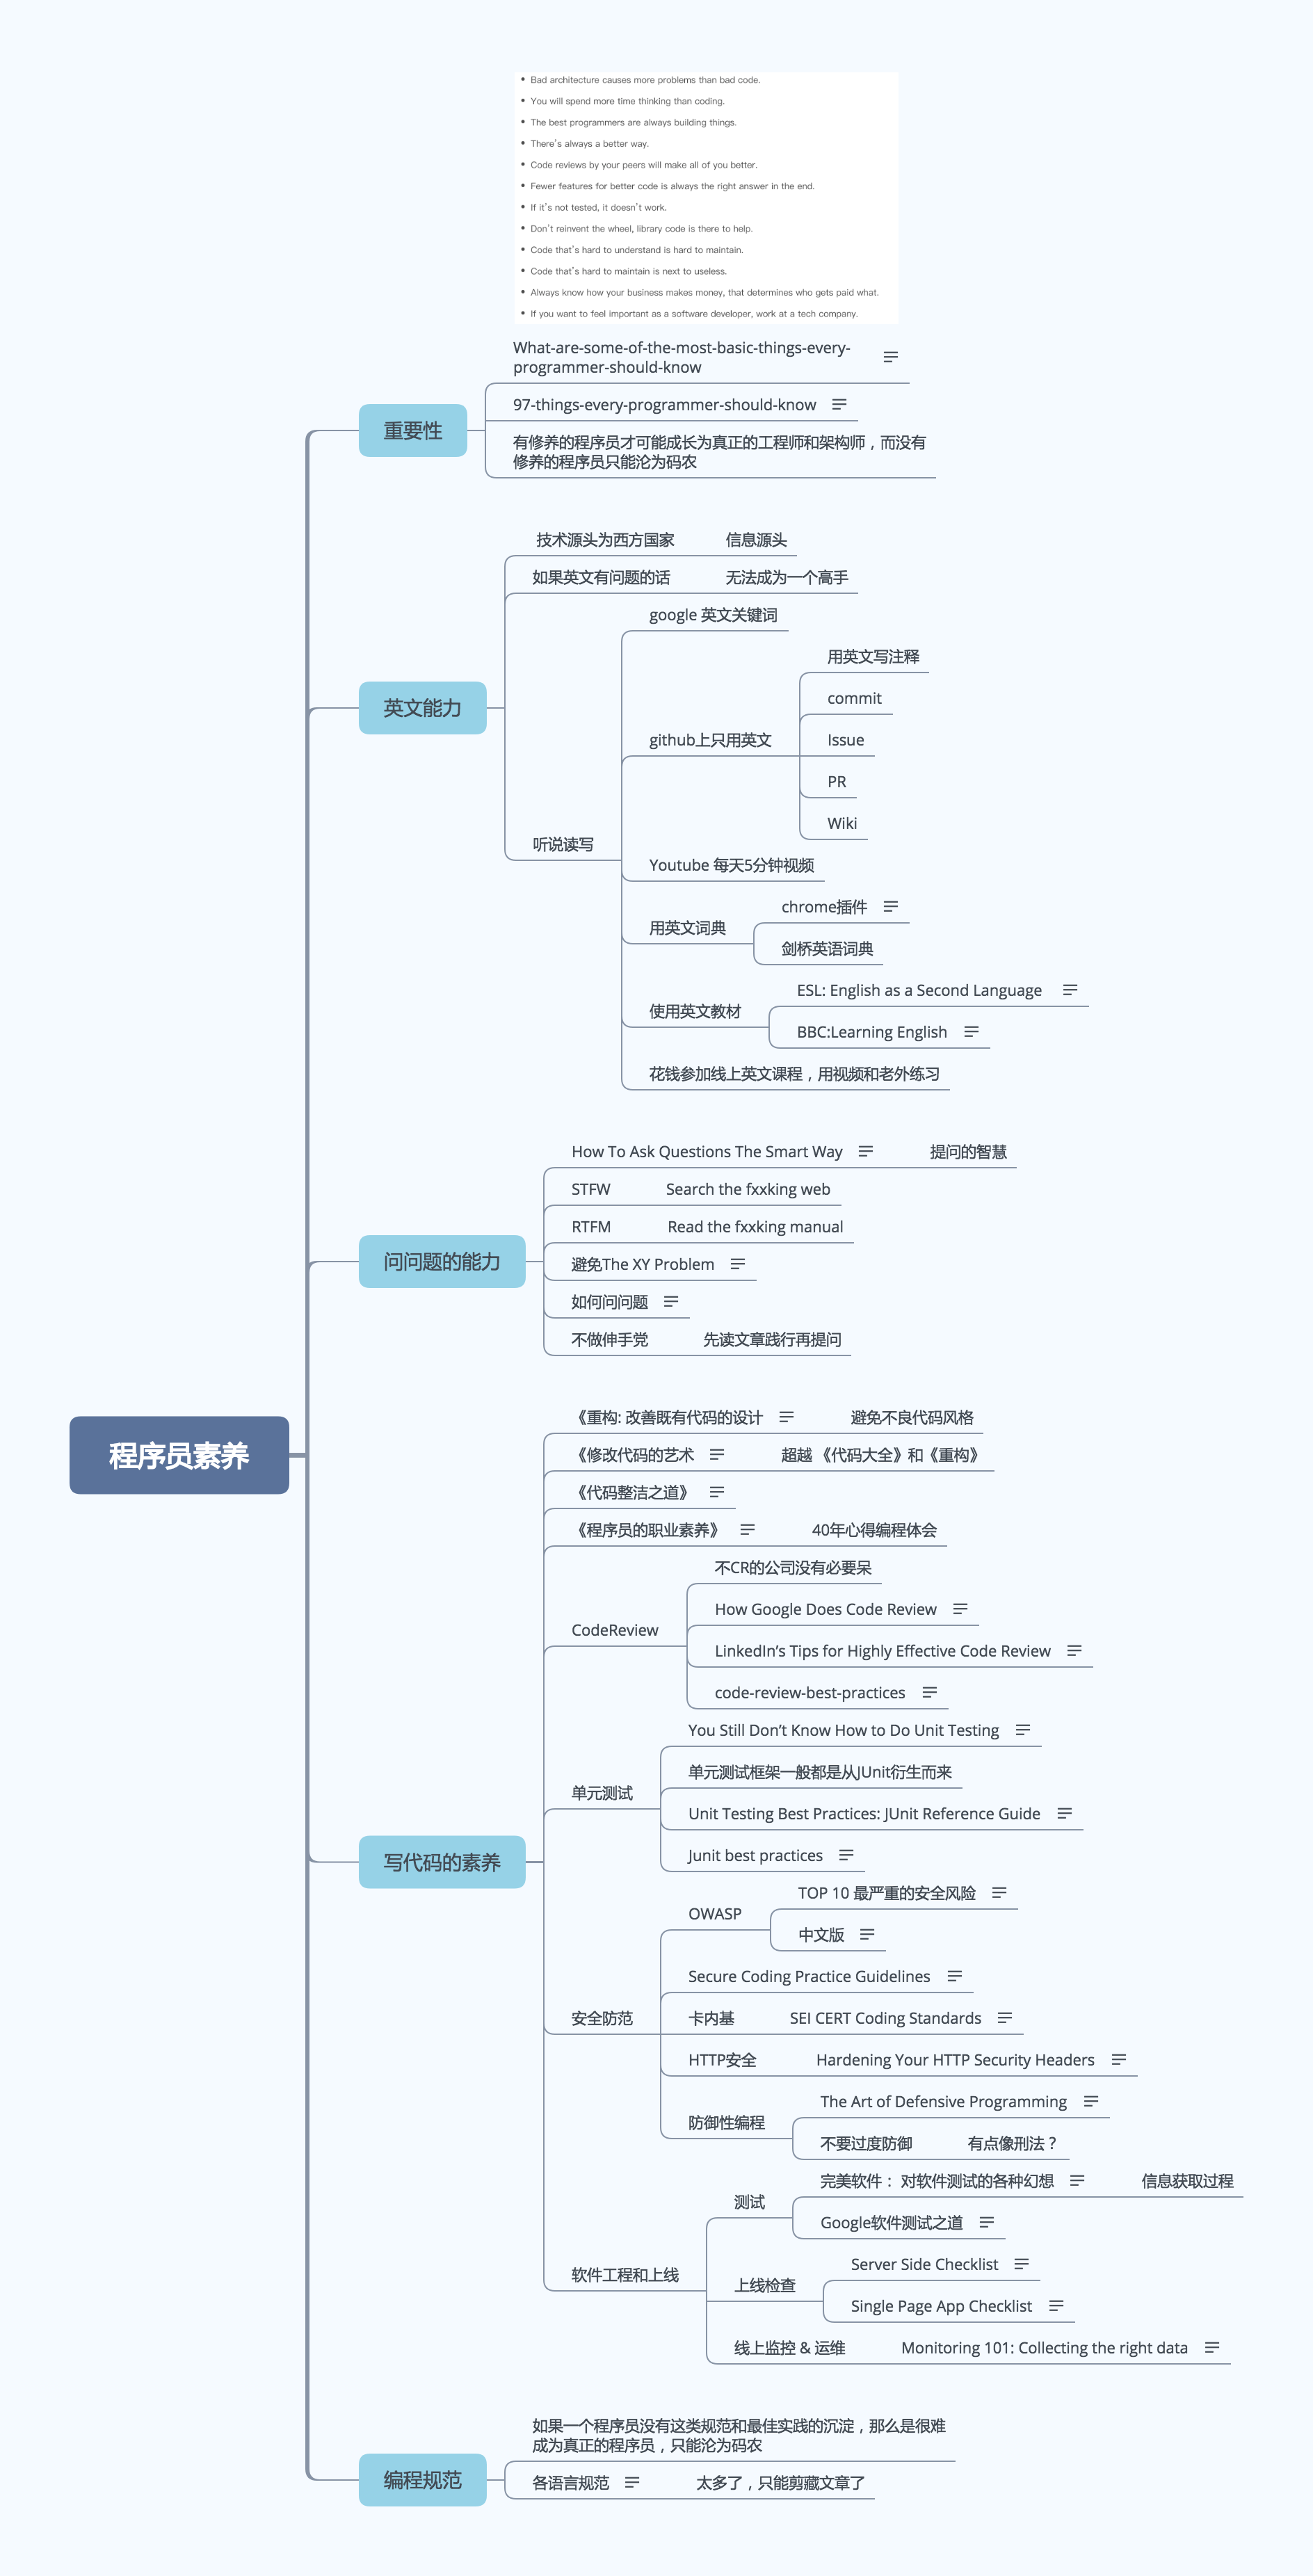 • Bad architecture causes more problems than bad code.
• You will spend more time thinking than coding.
• The best programmers are always building things.
• There's always a better way.
• Code reviews by your peers will make all of you better.
• Fewer features for better code is always the right answer in the end.
• If it's not tested, it doesn't work.
• Don't reinvent the wheel, library code is there to help.
• Code that's hard to understand is hard to maintain.
• Code that's hard to maintain is next to useless.
• Always know how your business makes money, that determines who gets paid what.
• If you want to feel important as a software developer, work at a tech company.
程序员素养
重要性
What-are-some-of-the-most-basic-things-every-
programmer-should-know
97-things-every-programmer-should-know
有修养的程序员才可能成长为真正的工程师和架构师，而没有
修养的程序员只能沦为码农
英文能力
技术源头为西方国家 信息源头
如果英文有问题的话 无法成为一个高手
听说读写
google 英文关键词
github上只用英文
用英文写注释
commit
Issue
PR
Wiki
Youtube 每天5分钟视频
用英文词典
chrome插件
剑桥英语词典
使用英文教材
ESL: English as a Second Language
BBC:Learning English
花钱参加线上英文课程，用视频和老外练习
问问题的能力
How To Ask Questions The Smart Way 提问的智慧
STFW Search the fxxking web
RTFM Read the fxxking manual
避免The XY Problem
如何问问题
不做伸手党 先读文章践行再提问
写代码的素养
《重构: 改善既有代码的设计 避免不良代码风格
《修改代码的艺术 超越 《代码大全》和《重构》
《代码整洁之道》
《程序员的职业素养》 40年心得编程体会
CodeReview
不CR的公司没有必要呆
How Google Does Code Review
LinkedIn’s Tips for Highly Effective Code Review
code-review-best-practices
单元测试
You Still Don’t Know How to Do Unit Testing
单元测试框架一般都是从JUnit衍生而来
Unit Testing Best Practices: JUnit Reference Guide
Junit best practices
安全防范
OWASP
TOP 10 最严重的安全风险
中文版
Secure Coding Practice Guidelines
卡内基 SEI CERT Coding Standards
HTTP安全 Hardening Your HTTP Security Headers
防御性编程
The Art of Defensive Programming
不要过度防御 有点像刑法？
软件工程和上线
测试
完美软件： 对软件测试的各种幻想 信息获取过程
Google软件测试之道
上线检查
Server Side Checklist
Single Page App Checklist
线上监控 & 运维 Monitoring 101: Collecting the right data
编程规范
如果一个程序员没有这类规范和最佳实践的沉淀，那么是很难
成为真正的程序员，只能沦为码农
各语言规范 太多了，只能剪藏文章了